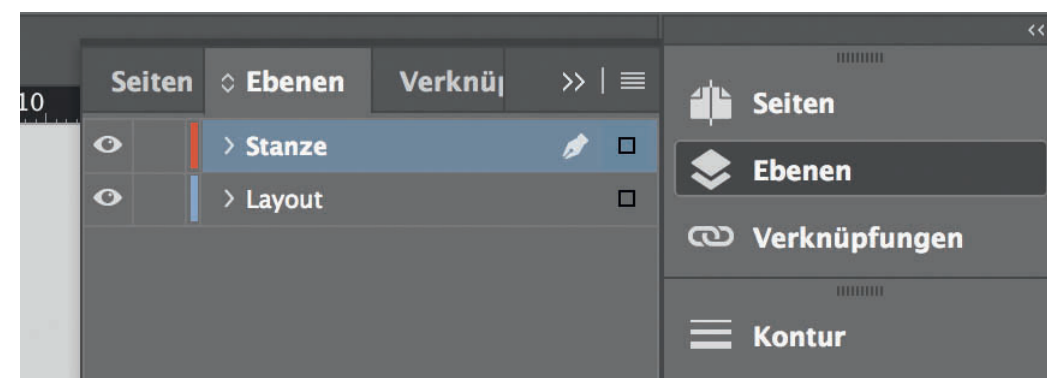 Seiten Ebenen Verknü
10
Stanze
Layout
Seiten
Ebenen
Verknüpfungen
Kontur